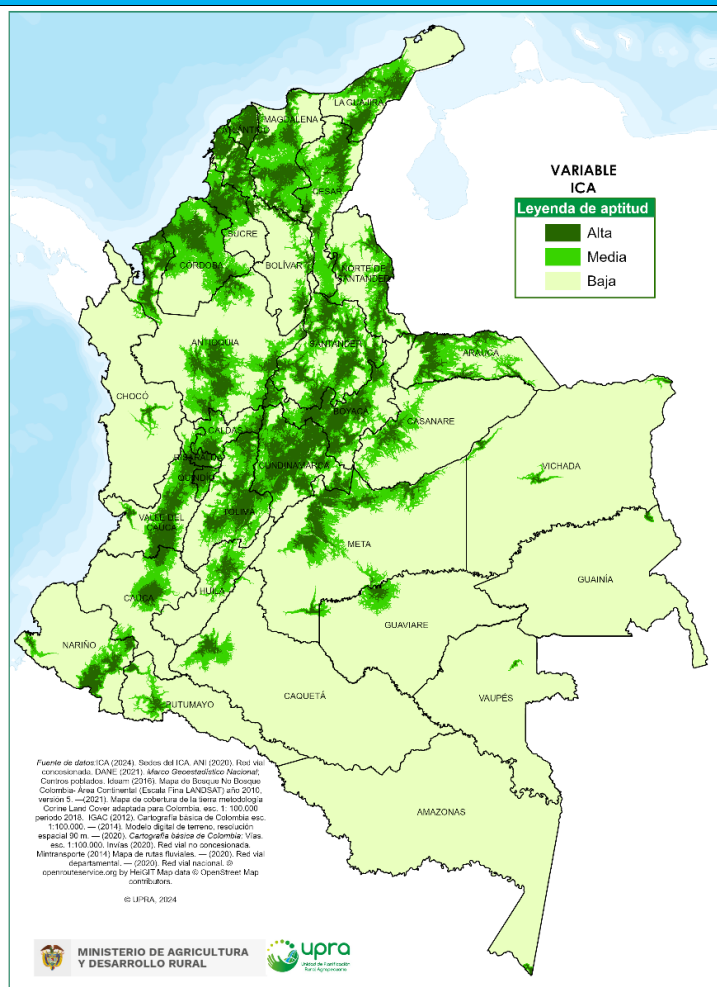 LA GUAJIRA
MAGDALENA
ATLÁNTICO
CESAR
VARIABLE
ICA
Leyenda de aptitud
Alta
Media
Baja
SUCRE
CÓRDOBA
BOLÍVAR
NORTE DE
SANTANDER
ANTIOQUIA
SANTANDER
ARAUCA
CHOCÓ
BOYACÁ
CASANARE
CALDAS
RISARALDA
CUNDINAMARCA
VICHADA
QUINDIO
TOLIMA
VALLE DEL
CAUCA
META
GUAINÍA
HUILA
CAUCA
GUAVIARE
NARIÑO
CAQUETÁ
VAUPÉS
PUTUMAYO
AMAZONAS
Fuente de datos:ICA (2024). Sedes del ICA. ANI (2020). Red vial
concesionada. DANE (2021). Marco Geoestadístico Nacional;
Centros poblados. Ideam (2016). Mapa de Bosque No Bosque
Colombia- Área Continental (Escala Fina LANDSAT) año 2010,
versión 5. —(2021). Mapa de cobertura de la tierra metodología
Corine Land Cover adaptada para Colombia. esc. 1: 100.000
periodo 2018. IGAC (2012). Cartografía básica de Colombia esc.
1:100.000. — (2014). Modelo digital de terreno, resolución
espacial 90 m. — (2020). Cartografía básica de Colombia: Vías.
esc. 1:100.000. Invías (2020). Red vial no concesionada.
Mintransporte (2014) Mapa de rutas fluviales. — (2020). Red vial
departamental. — (2020). Red vial nacional. ©
openrouteservice.org by HeiGIT Map data © OpenStreet Map
contributors.
© UPRA, 2024
MINISTERIO DE AGRICULTURA
Y DESARROLLO RURAL
upra
Unidad de Planificación
Rural Agropecuaria